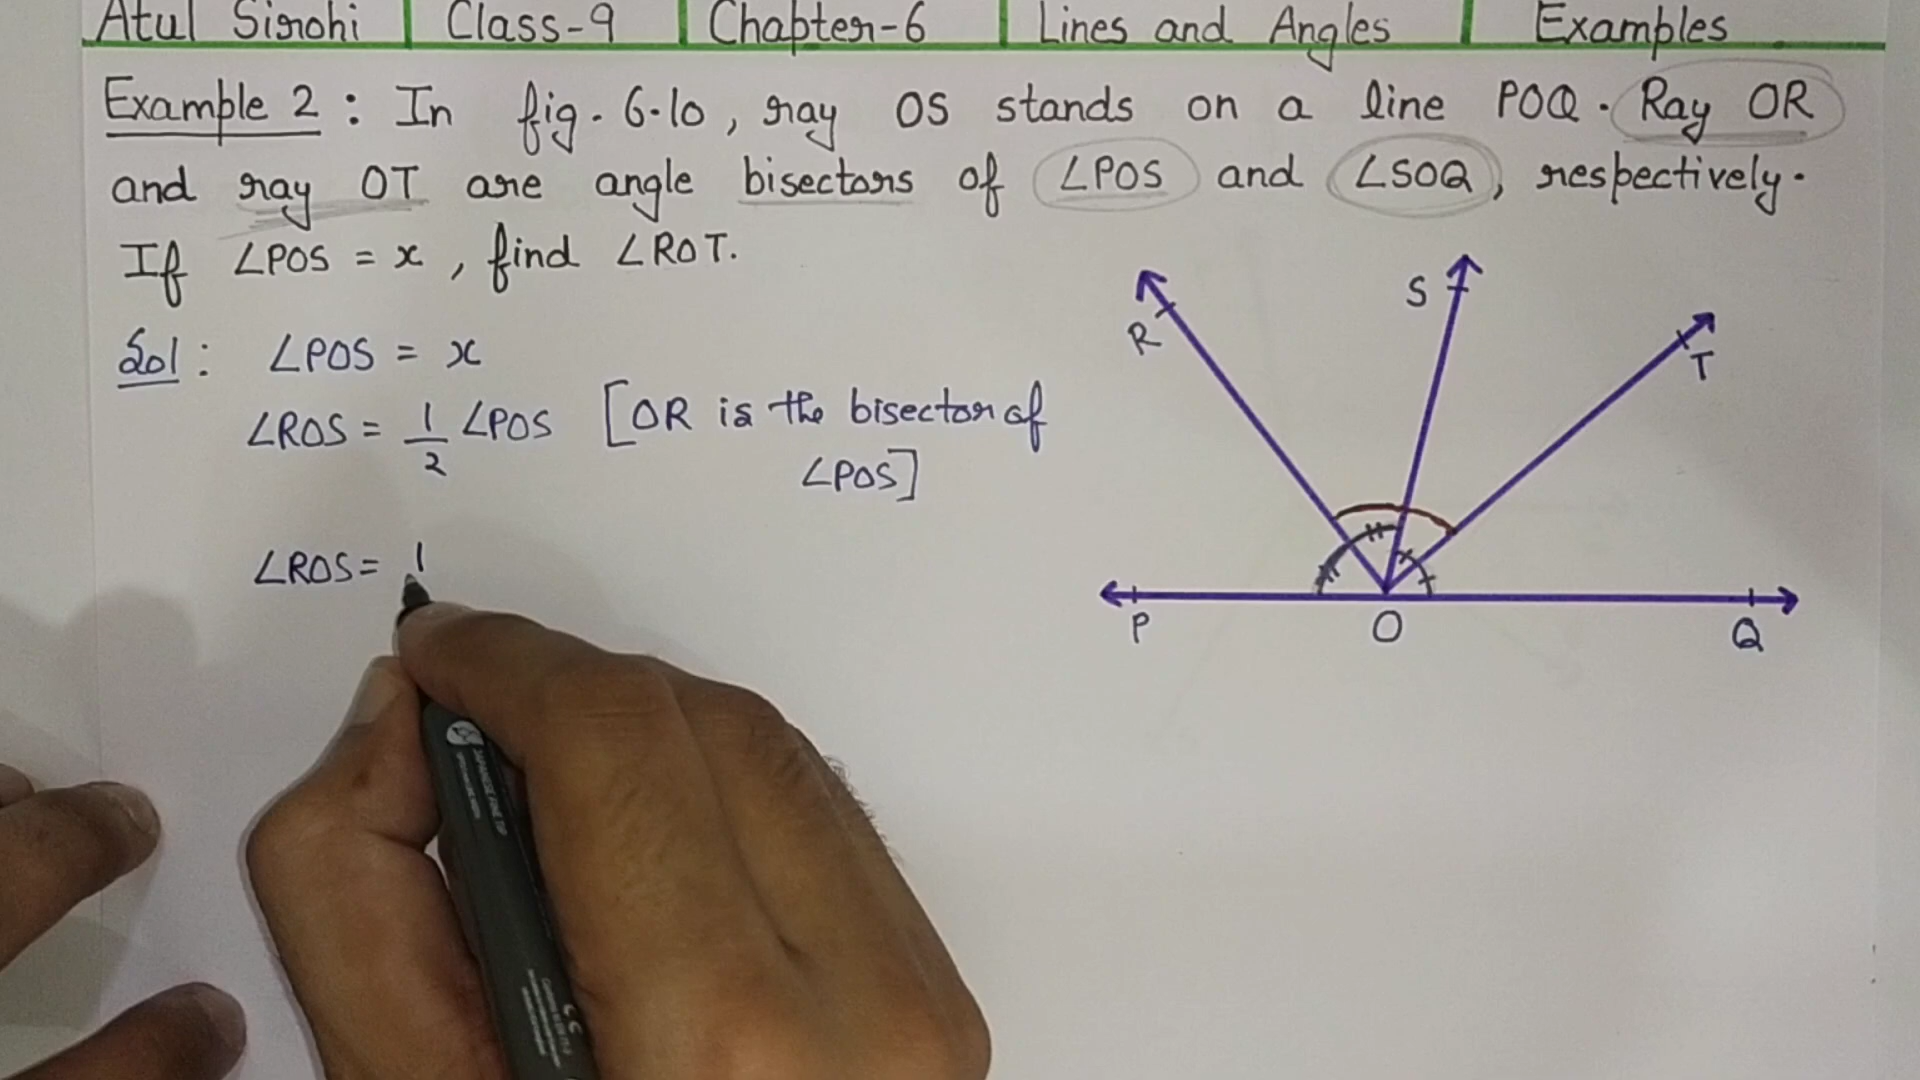 Atul Sirohi Class-9 Chapter-6 Lines and Angles Examples
Example 2 : In fig. 6.10, ray OS stands on a line POQ. Ray OR
and ray OT are angle bisectors of ∠POS and ∠SOQ, respectively.
If ∠POS = x, find ∠ROT.
Sol : ∠POS = x
∠ROS = 1/2 ∠POS [OR is the bisector of
∠POS]
∠ROS = 1
R
S
T
P
O
Q